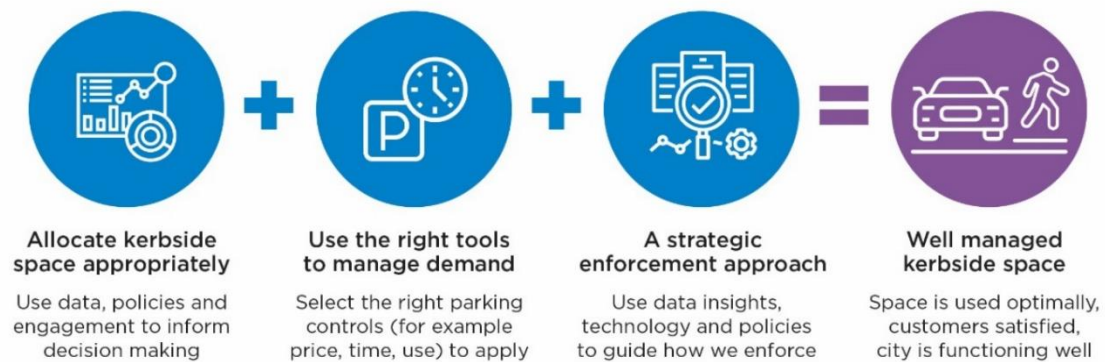 P
Allocate kerbside
space appropriately
Use data, policies and
engagement to inform
decision making
Use the right tools
to manage demand
Select the right parking
controls (for example
price, time, use) to apply
A strategic
enforcement approach
Use data insights,
technology and policies
to guide how we enforce
Well managed
kerbside space
Space is used optimally,
customers satisfied,
city is functioning well